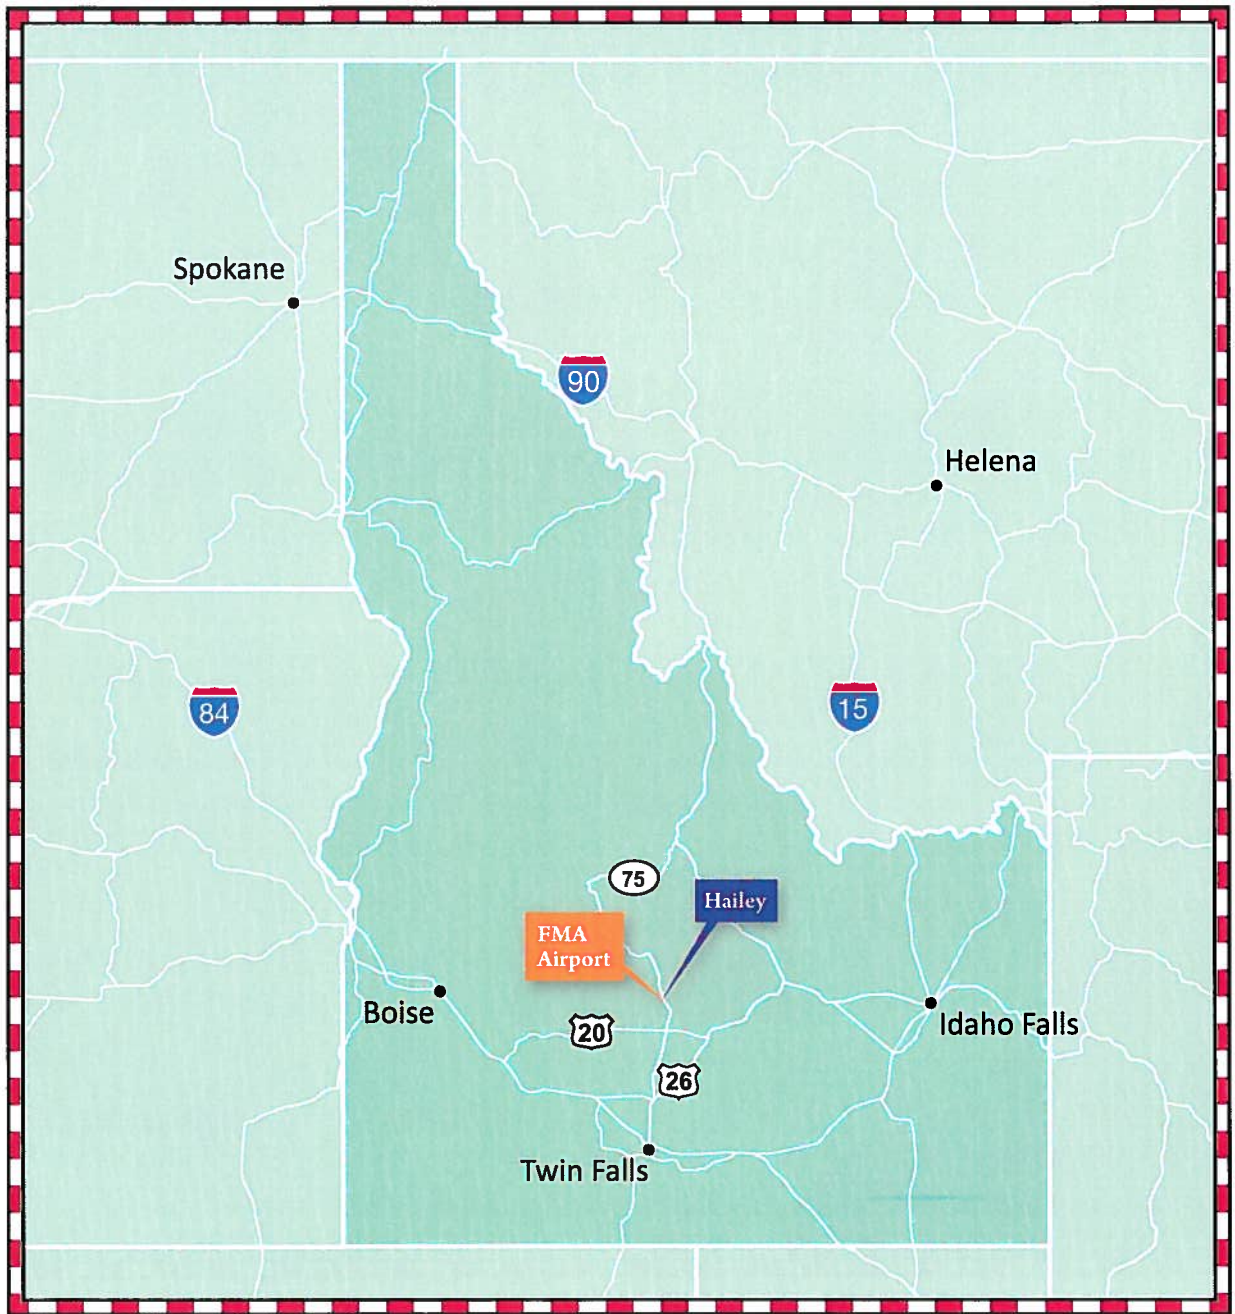 Spokane
90
Helena
84
15
75
Hailey
FMA
Airport
Boise
20
Idaho Falls
26
Twin Falls